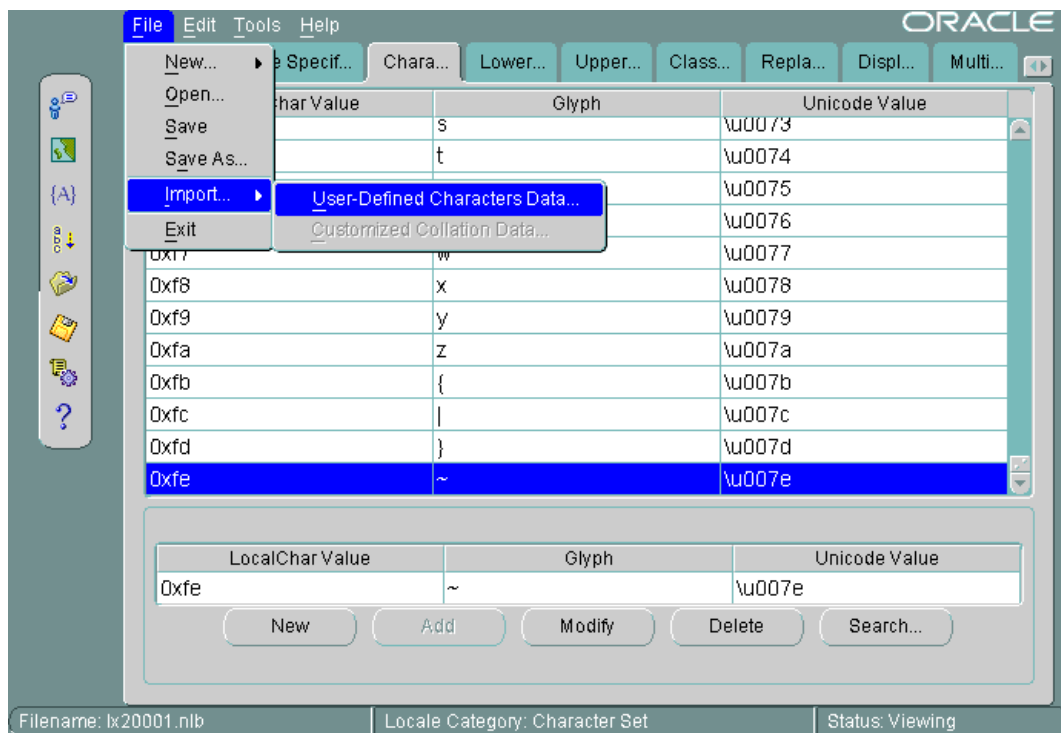 File Edit Tools Help
ORACLE
New... e Specif... Chara... Lower... Upper... Class... Repla... Displ... Multi...
Open... Char Value Glyph Unicode Value
Save s \u0073
Save As... t \u0074
Import... User-Defined Characters Data... \u0075
Exit Customized Collation Data... \u0076
0xf7 w \u0077
0xf8 x \u0078
0xf9 y \u0079
0xfa z \u007a
0xfb { \u007b
0xfc | \u007c
0xfd } \u007d
0xfe ~ \u007e
{A}
a
b
c
?
LocalChar Value Glyph Unicode Value
0xfe ~ \u007e
New Add Modify Delete Search...
Filename: lx20001.nlb Locale Category: Character Set Status: Viewing